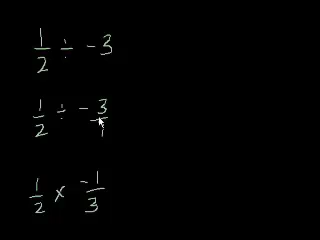 1/2 ÷ -3
1/2 ÷ -3/1
1/2 × -1/3